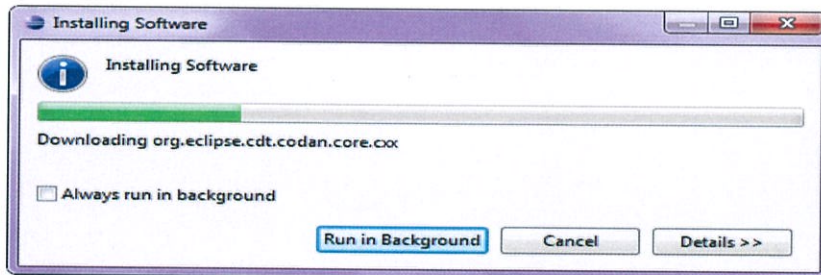 Installing Software
Installing Software
Downloading org.eclipse.cdt.codan.core.cxx
Always run in background
Run in Background Cancel Details >>